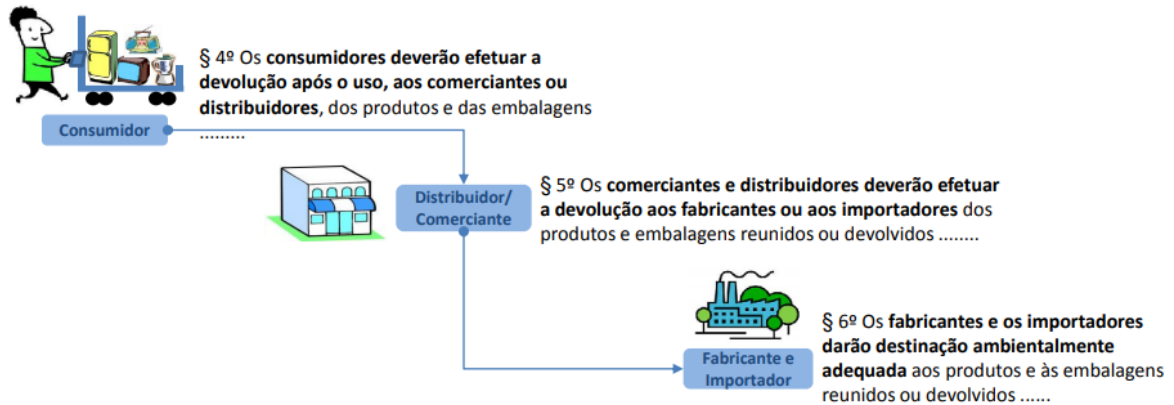 § 4º Os consumidores deverão efetuar a
devolução após o uso, aos comerciantes ou
distribuidores, dos produtos e das embalagens
.........
Consumidor
§ 5º Os comerciantes e distribuidores deverão efetuar
a devolução aos fabricantes ou aos importadores dos
produtos e embalagens reunidos ou devolvidos ........
Distribuidor/
Comerciante
§ 6º Os fabricantes e os importadores
darão destinação ambientalmente
adequada aos produtos e às embalagens
reunidos ou devolvidos ......
Fabricante e
Importador